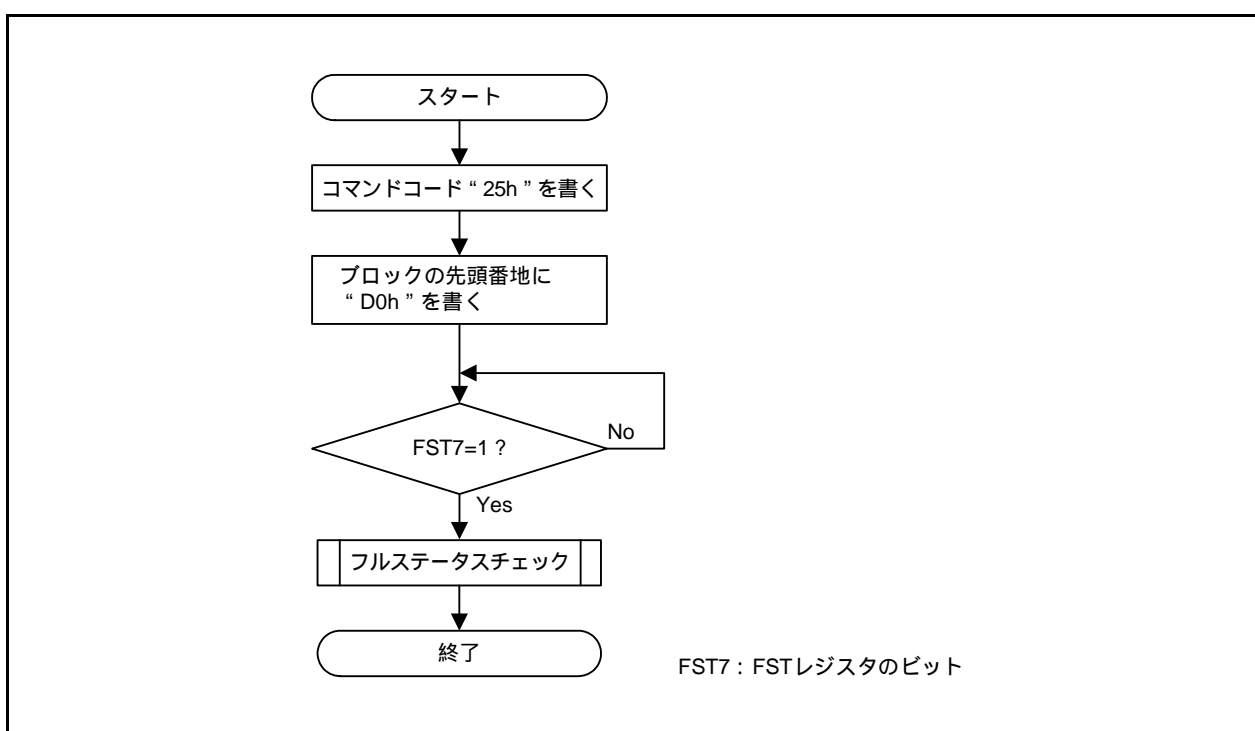 スタート
コマンドコード“ 25h ”を書く
ブロックの先頭番地に
“ D0h ”を書く
FST7=1 ?
No
Yes
フルステータスチェック
終了
FST7 : FSTレジスタのビット